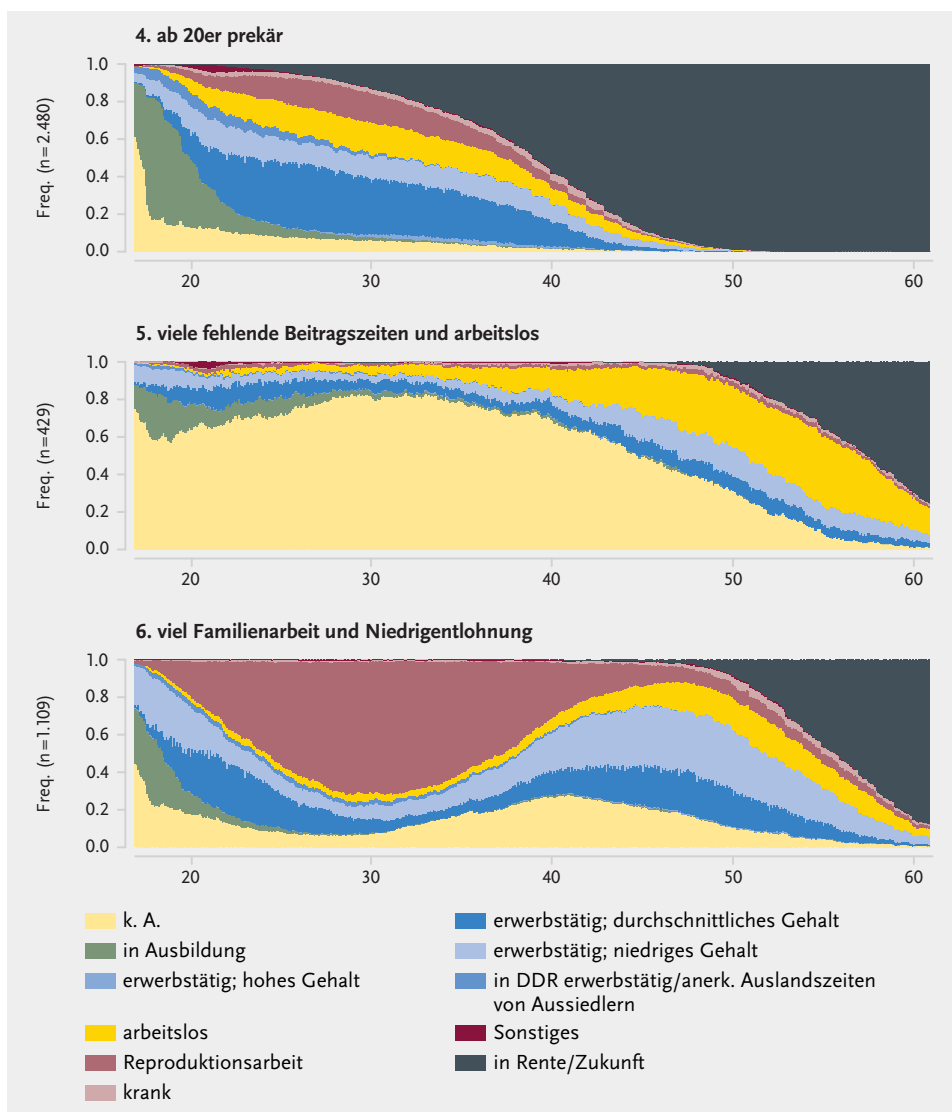 4. ab 20er prekär
1.0
0.8
0.6
0.4
0.2
0.0
Freq. (n=2.480)
20 30 40 50 60
5. viele fehlende Beitragszeiten und arbeitslos
1.0
0.8
0.6
0.4
0.2
0.0
Freq. (n=429)
20 30 40 50 60
6. viel Familienarbeit und Niedrigentlohnung
1.0
0.8
0.6
0.4
0.2
0.0
Freq. (n=1.109)
20 30 40 50 60
k. A.
in Ausbildung
erwerbstätig; hohes Gehalt
arbeitslos
Reproduktionsarbeit
krank
erwerbstätig; durchschnittliches Gehalt
erwerbstätig; niedriges Gehalt
in DDR erwerbstätig/anerk. Auslandszeiten
von Aussiedlern
Sonstiges
in Rente/Zukunft